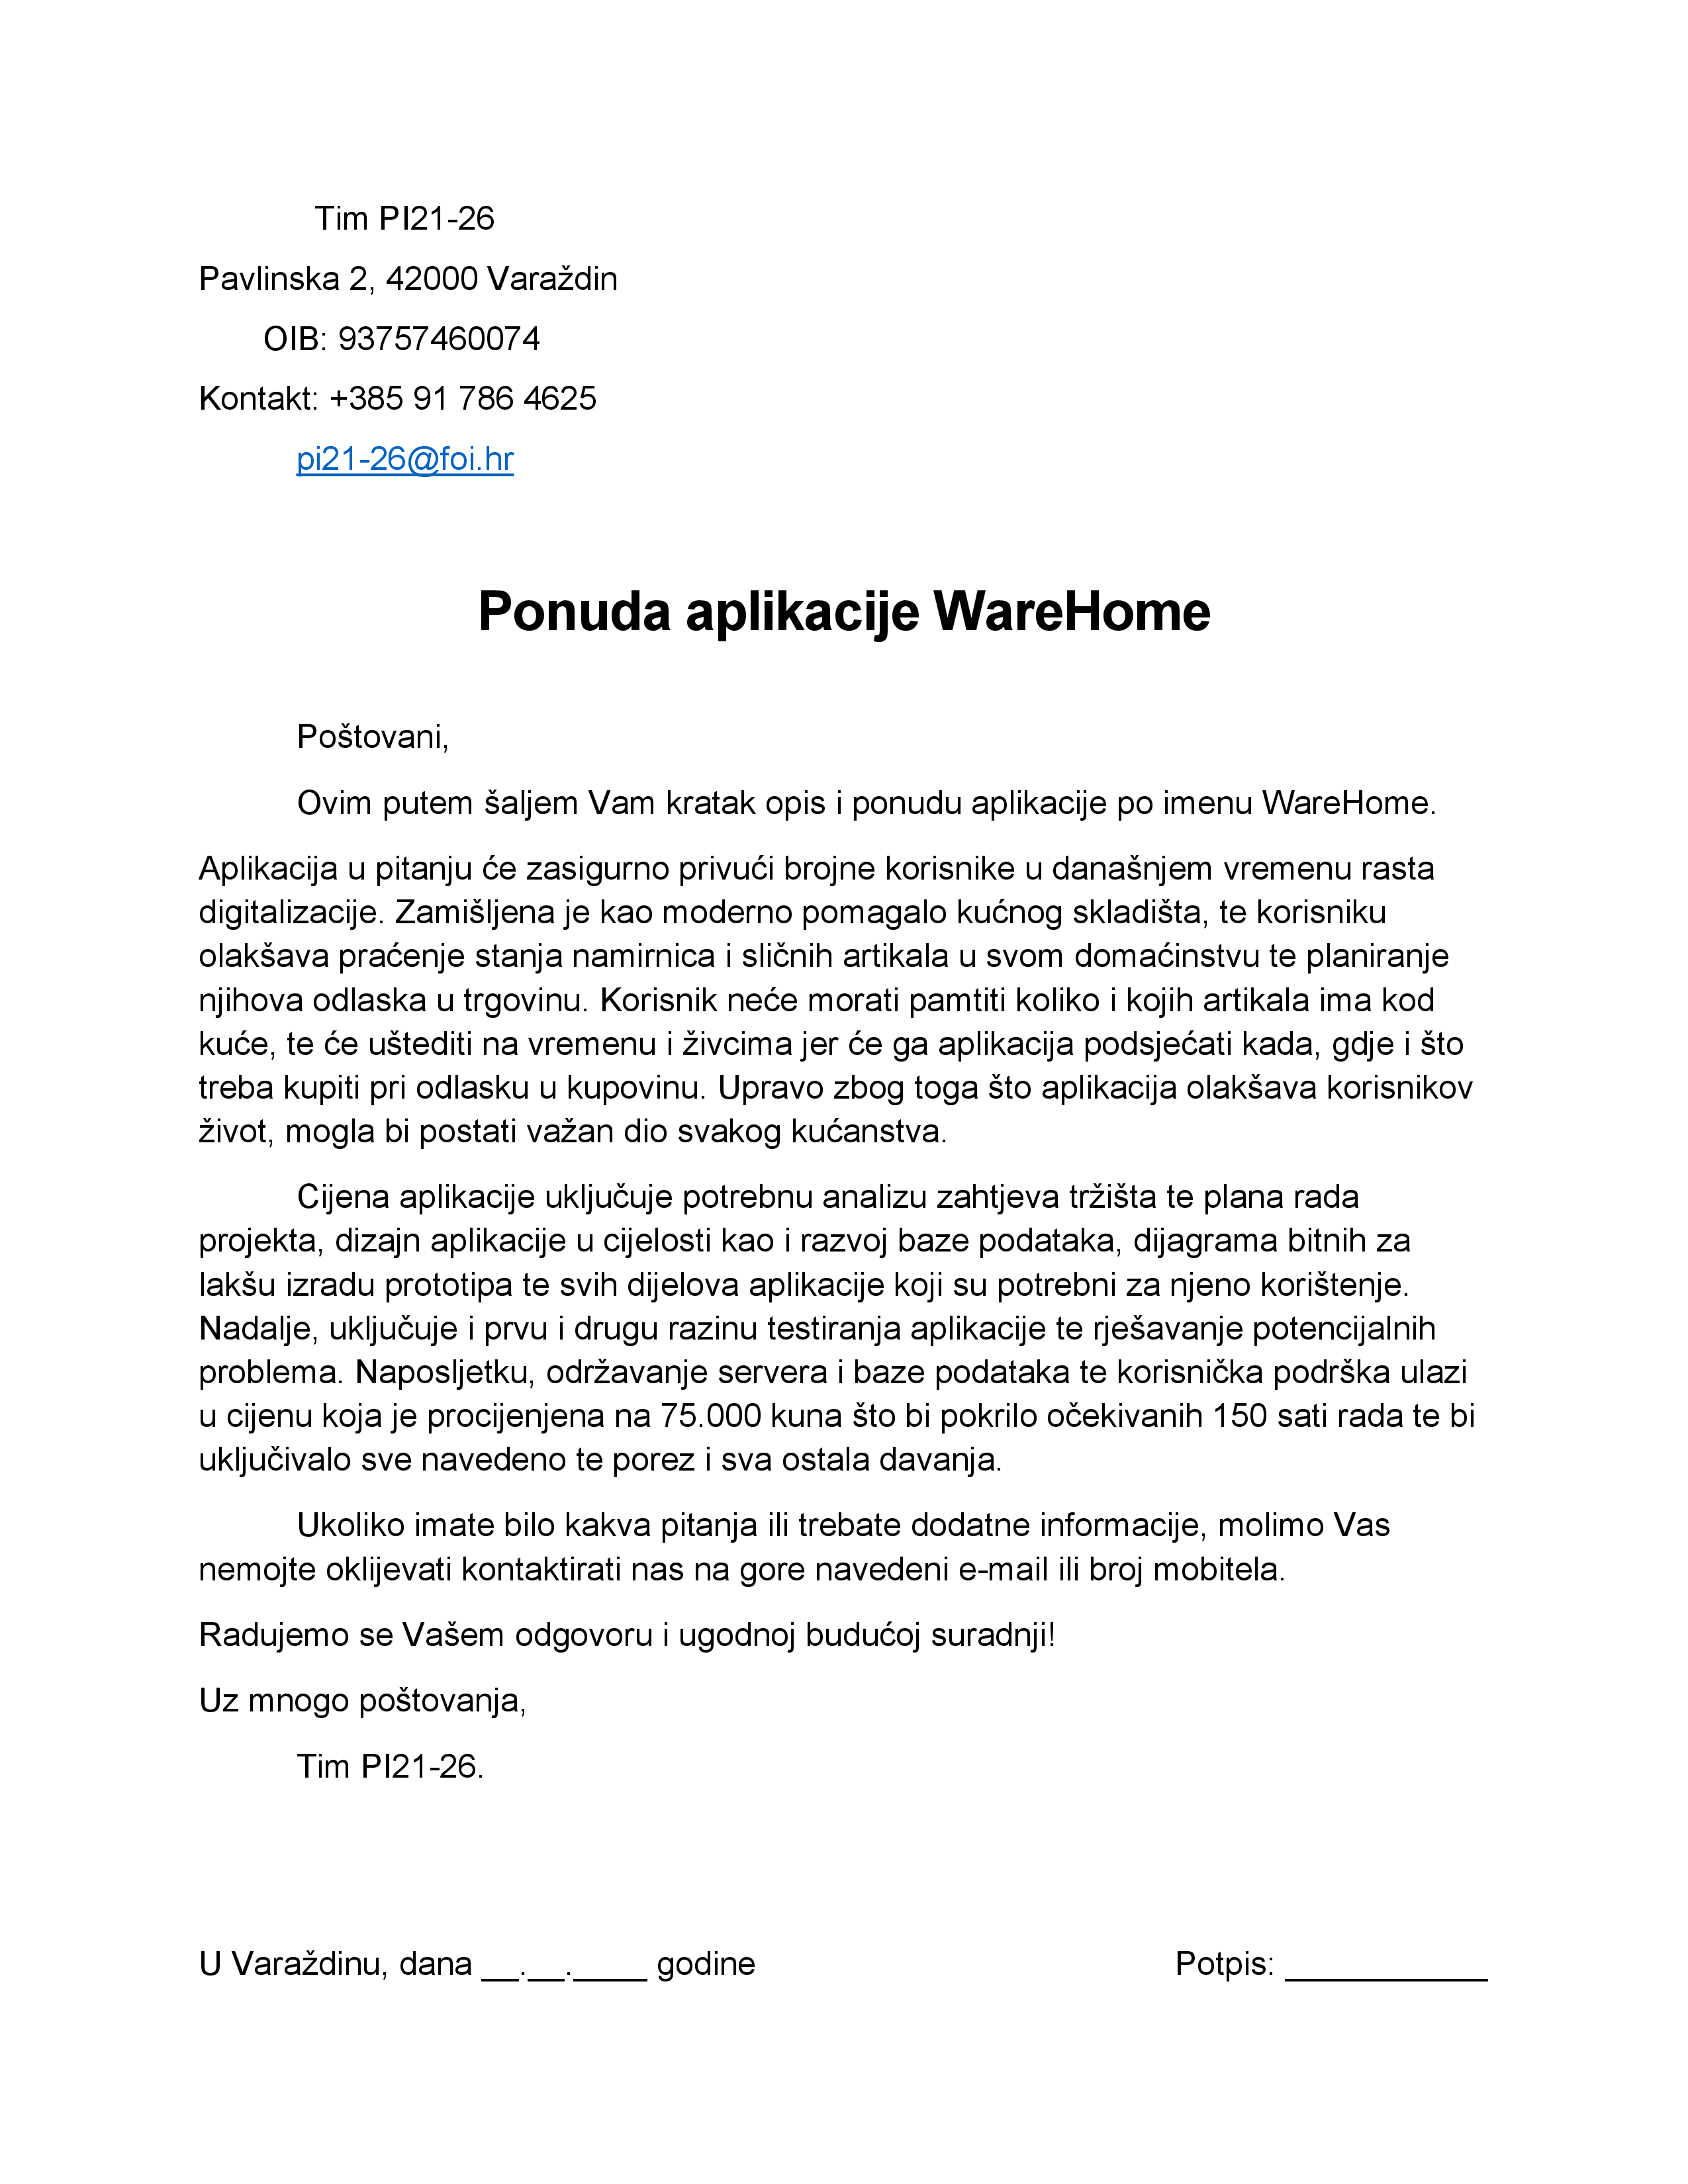 Tim PI21-26
Pavlinska 2, 42000 Varaždin
OIB: 93757460074
Kontakt: +385 91 786 4625
pi21-26@foi.hr
Ponuda aplikacije WareHome
Poštovani,
Ovim putem šaljem Vam kratak opis i ponudu aplikacije po imenu WareHome.
Aplikacija u pitanju će zasigurno privući brojne korisnike u današnjem vremenu rasta
digitalizacije. Zamišljena je kao moderno pomagalo kućnog skladišta, te korisniku
olakšava praćenje stanja namirnica i sličnih artikala u svom domaćinstvu te planiranje
njihova odlaska u trgovinu. Korisnik neće morati pamtiti koliko i kojih artikala ima kod
kuće, te će uštediti na vremenu i živcima jer će ga aplikacija podsjećati kada, gdje i što
treba kupiti pri odlasku u kupovinu. Upravo zbog toga što aplikacija olakšava korisnikov
život, mogla bi postati važan dio svakog kućanstva.
Cijena aplikacije uključuje potrebnu analizu zahtjeva tržišta te plana rada
projekta, dizajn aplikacije u cijelosti kao i razvoj baze podataka, dijagrama bitnih za
lakšu izradu prototipa te svih dijelova aplikacije koji su potrebni za njeno korištenje.
Nadalje, uključuje i prvu i drugu razinu testiranja aplikacije te rješavanje potencijalnih
problema. Naposljetku, održavanje servera i baze podataka te korisnička podrška ulazi
u cijenu koja je procijenjena na 75.000 kuna što bi pokrilo očekivanih 150 sati rada te bi
uključivalo sve navedeno te porez i sva ostala davanja.
Ukoliko imate bilo kakva pitanja ili trebate dodatne informacije, molimo Vas
nemojte oklijevati kontaktirati nas na gore navedeni e-mail ili broj mobitela.
Radujemo se Vašem odgovoru i ugodnoj budućoj suradnji!
Uz mnogo poštovanja,
Tim PI21-26.
U Varaždinu, dana __.__.____ godine Potpis: ___________